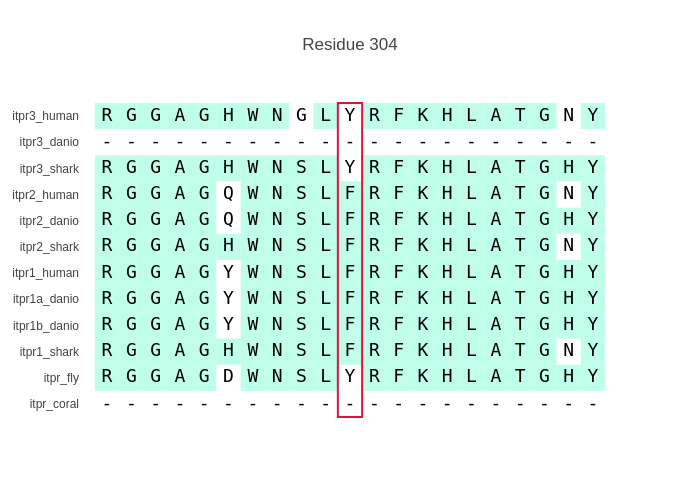 Residue 304
itpr3_human R G G A G H W N G L Y R F K H L A T G N Y
itpr3_danio - - - - - - - - - - - - - - - - - - - - -
itpr3_shark R G G A G H W N S L Y R F K H L A T G H Y
itpr2_human R G G A G Q W N S L F R F K H L A T G N Y
itpr2_danio R G G A G Q W N S L F R F K H L A T G H Y
itpr2_shark R G G A G H W N S L F R F K H L A T G N Y
itpr1_human R G G A G Y W N S L F R F K H L A T G H Y
itpr1a_danio R G G A G Y W N S L F R F K H L A T G H Y
itpr1b_danio R G G A G Y W N S L F R F K H L A T G H Y
itpr1_shark R G G A G H W N S L F R F K H L A T G N Y
itpr_fly R G G A G D W N S L Y R F K H L A T G H Y
itpr_coral - - - - - - - - - - - - - - - - - - - - -